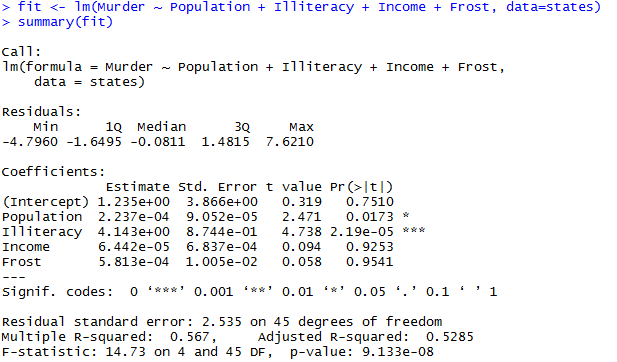 > fit <- lm(Murder ~ Population + Illiteracy + Income + Frost, data=states)
> summary(fit)
Call:
lm(formula = Murder ~ Population + Illiteracy + Income + Frost,
    data = states)
Residuals:
    Min      1Q  Median      3Q     Max
-4.7960 -1.6495 -0.0811  1.4815  7.6210
Coefficients:
             Estimate Std. Error t value Pr(>|t|)
(Intercept) 1.235e+00  3.866e+00   0.319   0.7510
Population  2.237e-04  9.052e-05   2.471   0.0173 *
Illiteracy  4.143e+00  8.744e-01   4.738 2.19e-05 ***
Income      6.442e-05  6.837e-04   0.094   0.9253
Frost       5.813e-04  1.005e-02   0.058   0.9541
---
Signif. codes:  0 ‘***’ 0.001 ‘**’ 0.01 ‘*’ 0.05 ‘.’ 0.1 ‘ ’ 1
Residual standard error: 2.535 on 45 degrees of freedom
Multiple R-squared:  0.567,     Adjusted R-squared:  0.5285
F-statistic: 14.73 on 4 and 45 DF,  p-value: 9.133e-08